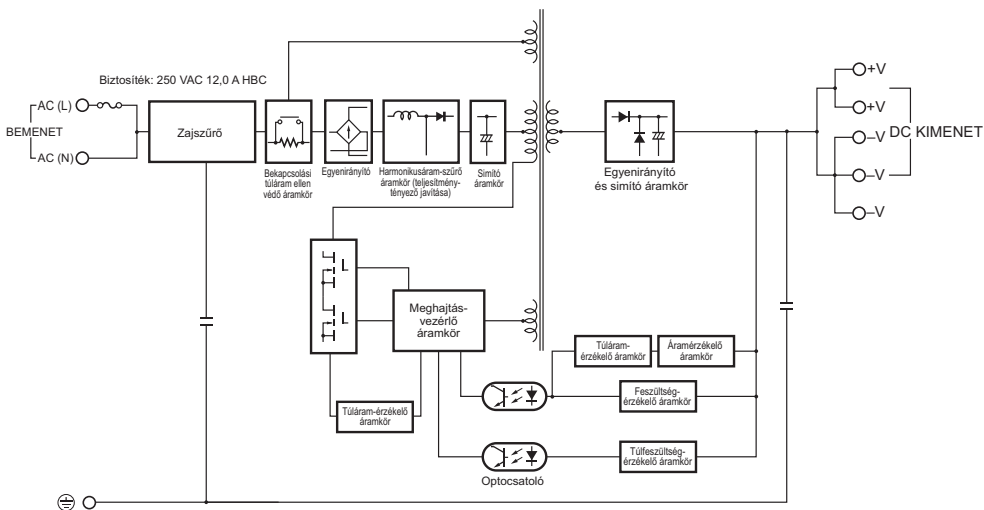 Biztosíték: 250 VAC 12,0 A HBC
AC (L)
BEMENET
AC (N)
Zajszűrő
Bekapcsolási
túláram ellen
védő áramkör
Egyenirányító
Harmonikusáram-szűrő
áramkör (teljesítmény-
tényező javítása)
Simító
áramkör
Egyenirányító
és simító áramkör
+V
+V
–V
DC KIMENET
–V
–V
Meghajtás-
vezérlő
áramkör
Túláram-érzékelő
áramkör
Túláram-
érzékelő áramkör
Áramérzékelő
áramkör
Feszültség-
érzékelő áramkör
Túlfeszültség-
érzékelő áramkör
Optocsatoló